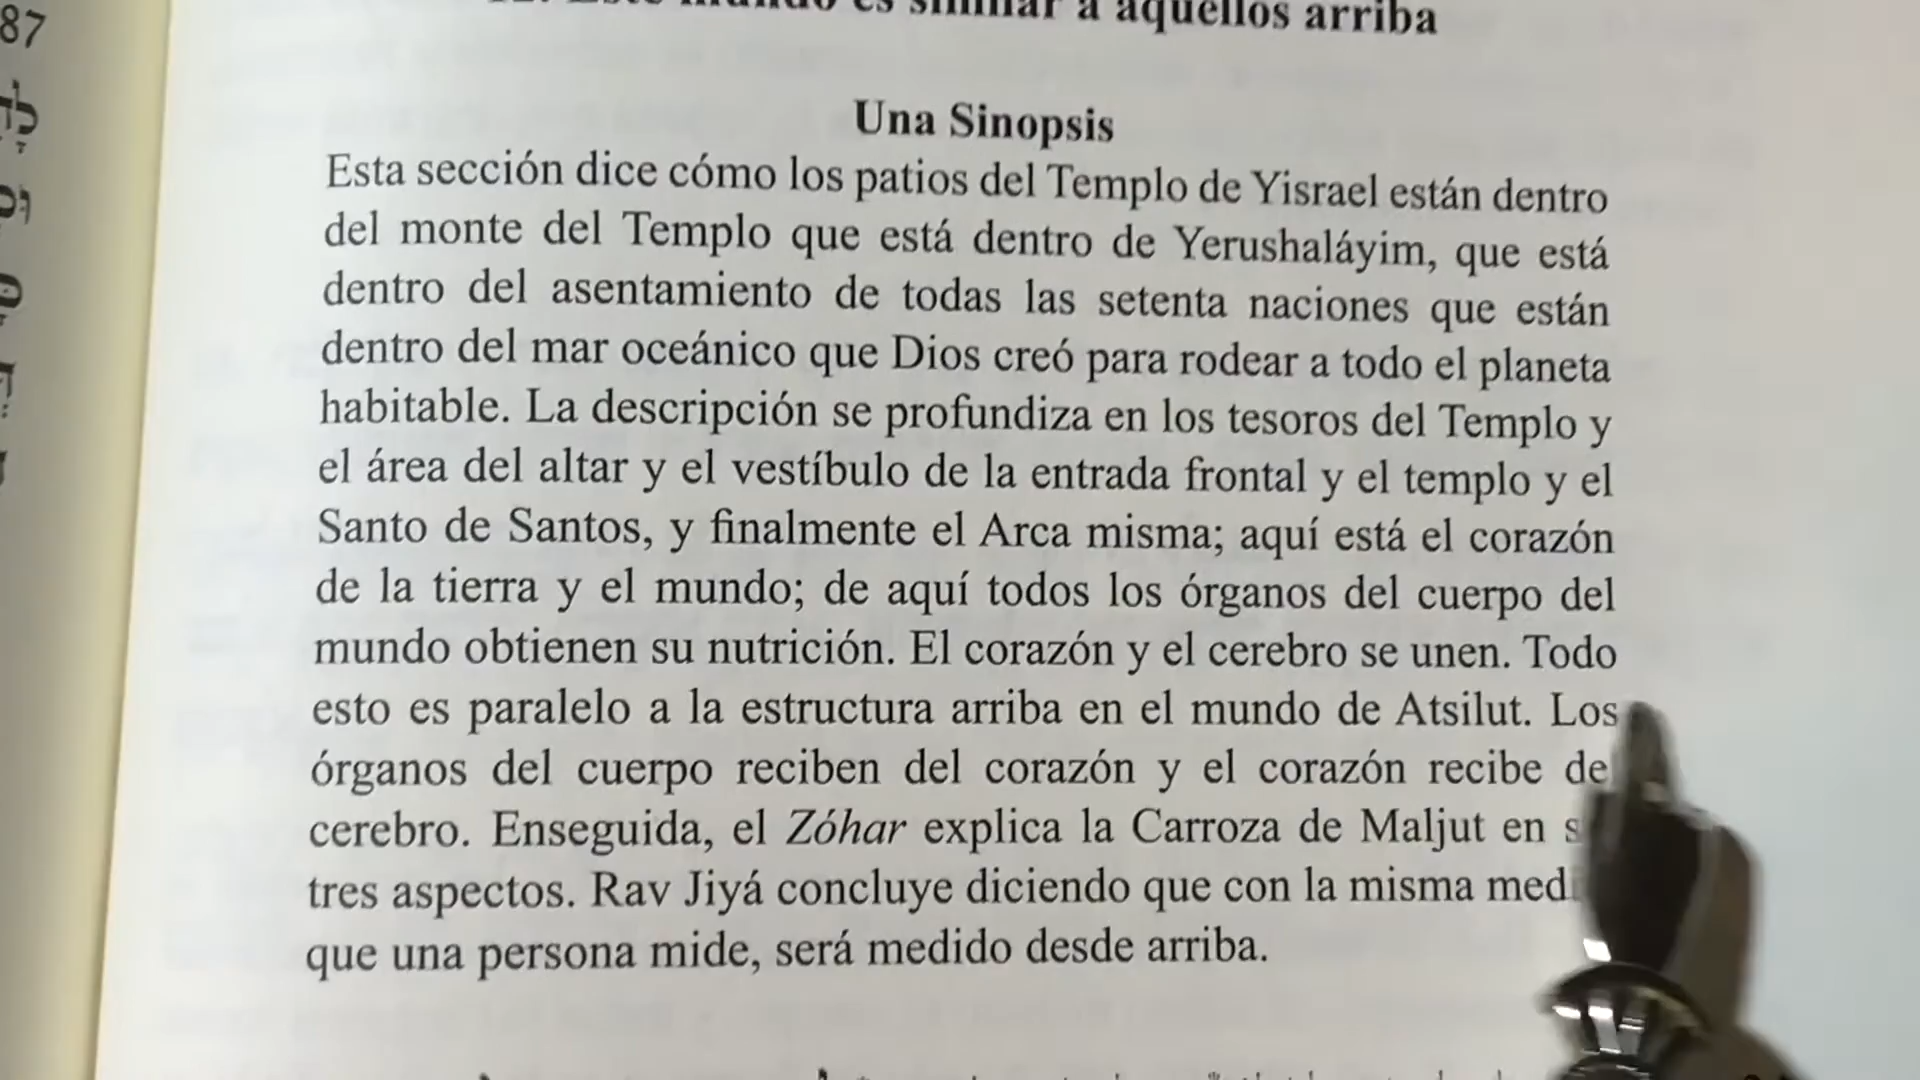 87
mundo es similar a aquellos arriba
Una Sinopsis
Esta sección dice cómo los patios del Templo de Yisrael están dentro
del monte del Templo que está dentro de Yerushaláyim, que está
dentro del asentamiento de todas las setenta naciones que están
dentro del mar oceánico que Dios creó para rodear a todo el planeta
habitable. La descripción se profundiza en los tesoros del Templo y
el área del altar y el vestíbulo de la entrada frontal y el templo y el
Santo de Santos, y finalmente el Arca misma; aquí está el corazón
de la tierra y el mundo; de aquí todos los órganos del cuerpo del
mundo obtienen su nutrición. El corazón y el cerebro se unen. Todo
esto es paralelo a la estructura arriba en el mundo de Atsilut. Los
órganos del cuerpo reciben del corazón y el corazón recibe de
cerebro. Enseguida, el Zóhar explica la Carroza de Maljut en s
tres aspectos. Rav Jiyá concluye diciendo que con la misma med
que una persona mide, será medido desde arriba.